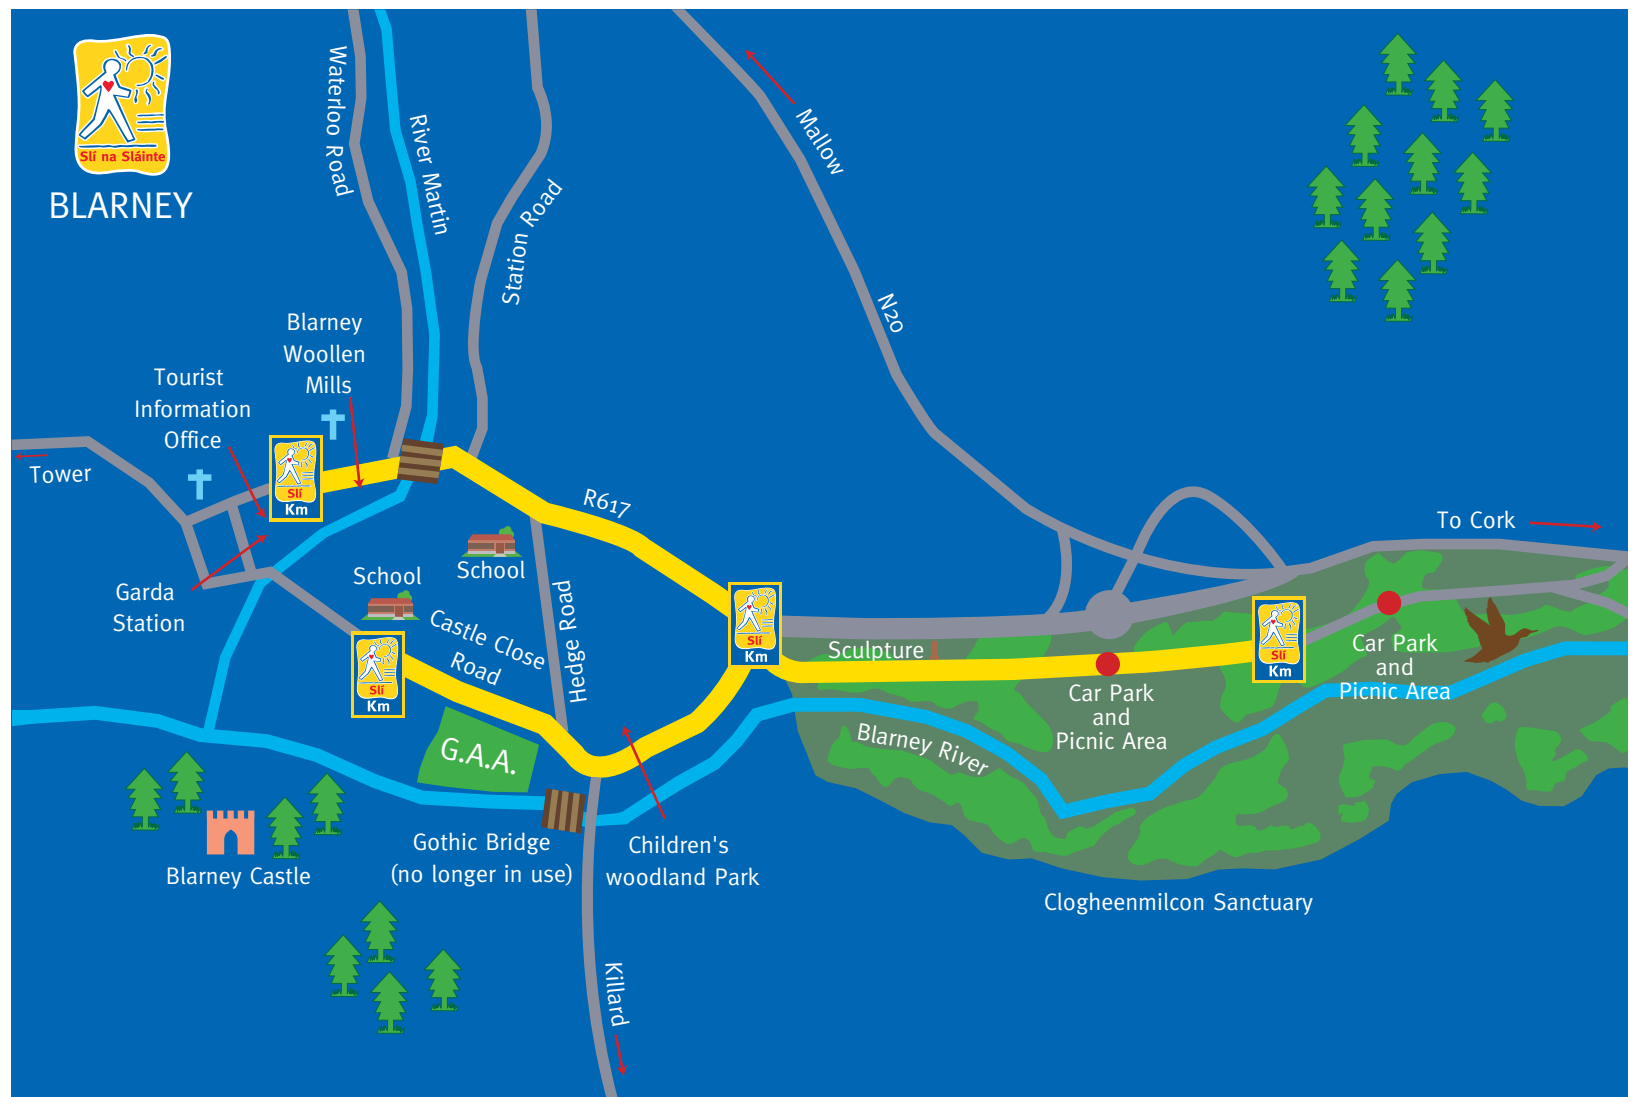 Slí na Sláinte
BLARNEY
Waterloo Road
River Martin
Station Road
Mallow
N20
Blarney
Woollen
Mills
Tourist
Information
Office
Tower
Slí
Km
R617
To Cork
School
School
Garda
Station
Castle Close
Road
Hedge Road
Slí
Km
Slí
Km
Sculpture
Slí
Km
Car Park
and
Picnic Area
Car Park
and
Picnic Area
G.A.A.
Blarney River
Gothic Bridge
(no longer in use)
Children's
woodland Park
Blarney Castle
Clogheenmilcon Sanctuary
Killard